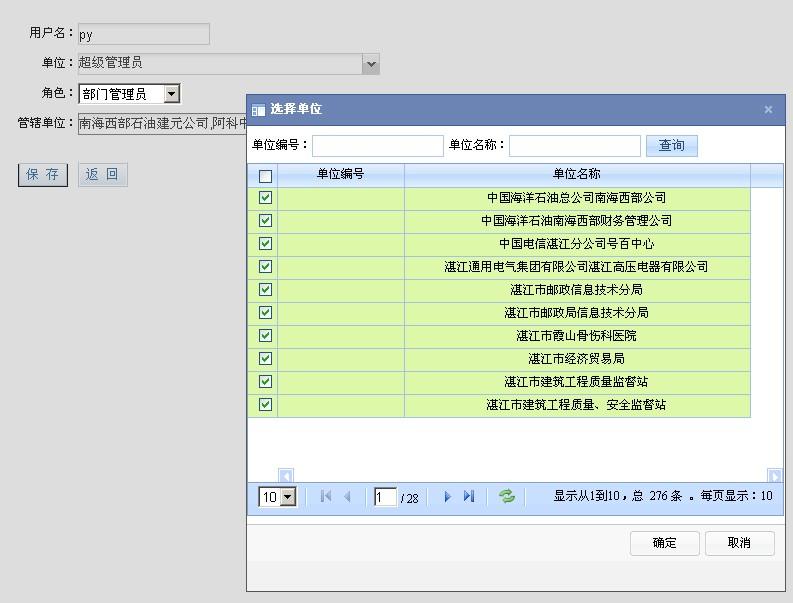 用户名：py
单位：超级管理员
角色：部门管理员
管辖单位：南海西部石油建元公司,阿科中
保 存 返 回
选择单位
单位编号： 单位名称： 查询
单位编号 单位名称
中国海洋石油总公司南海西部公司
中国海洋石油南海西部财务管理公司
中国电信湛江分公司号百中心
湛江通用电气集团有限公司湛江高压电器有限公司
湛江市邮政信息技术分局
湛江市邮政局信息技术分局
湛江市霞山骨伤科医院
湛江市经济贸易局
湛江市建筑工程质量监督站
湛江市建筑工程质量、安全监督站
10 1 / 28 显示从1到10，总 276 条 。每页显示：10
确定 取消